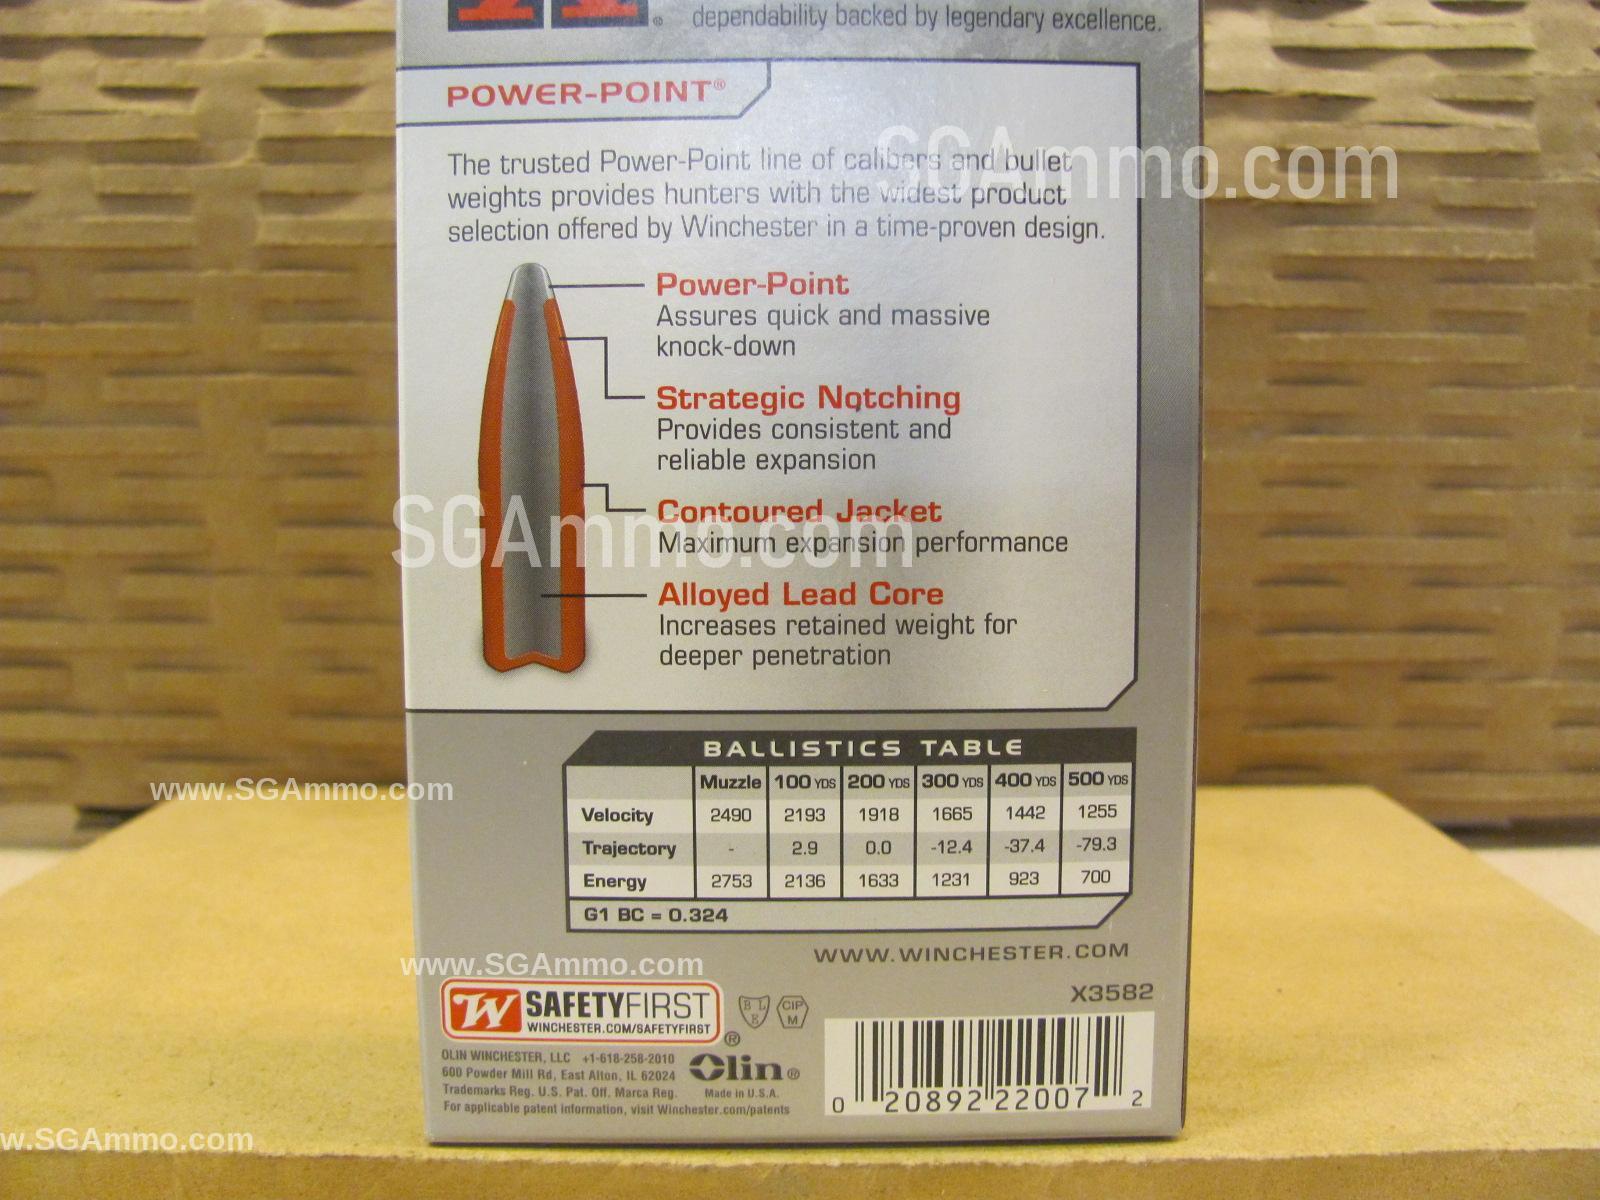 dependability backed by legendary excellence.
POWER-POINT®
SGAmmo.com
The trusted Power-Point line of calibers and bullet
weights provides hunters with the widest product
selection offered by Winchester in a time-proven design.
Power-Point
Assures quick and massive
knock-down
Strategic Notching
Provides consistent and
reliable expansion
SGAmmo.com
Contoured Jacket
Maximum expansion performance
Alloyed Lead Core
Increases retained weight for
deeper penetration
BALLISTICS TABLE
Muzzle 100 YDS 200 YDS 300 YDS 400 YDS 500 YDS
Velocity 2490 2193 1918 1665 1442 1255
Trajectory - 2.9 0.0 -12.4 -37.4 -79.3
Energy 2753 2136 1633 1231 923 700
G1 BC = 0.324
www.SGAmmo.com
WWW.WINCHESTER.COM
www.SGAmmo.com
X3582
W SAFETYFIRST
WINCHESTER.COM/SAFETYFIRST
®
B L E
CIP M
OLIN WINCHESTER, LLC +1-618-258-2010
600 Powder Mill Rd, East Alton, IL 62024
Trademarks Reg. U.S. Pat. Off. Marca Reg.
For applicable patent information, visit Winchester.com/patents
Olin®
Made in U.S.A.
0 20892 22007 2
w.SGAmmo.com